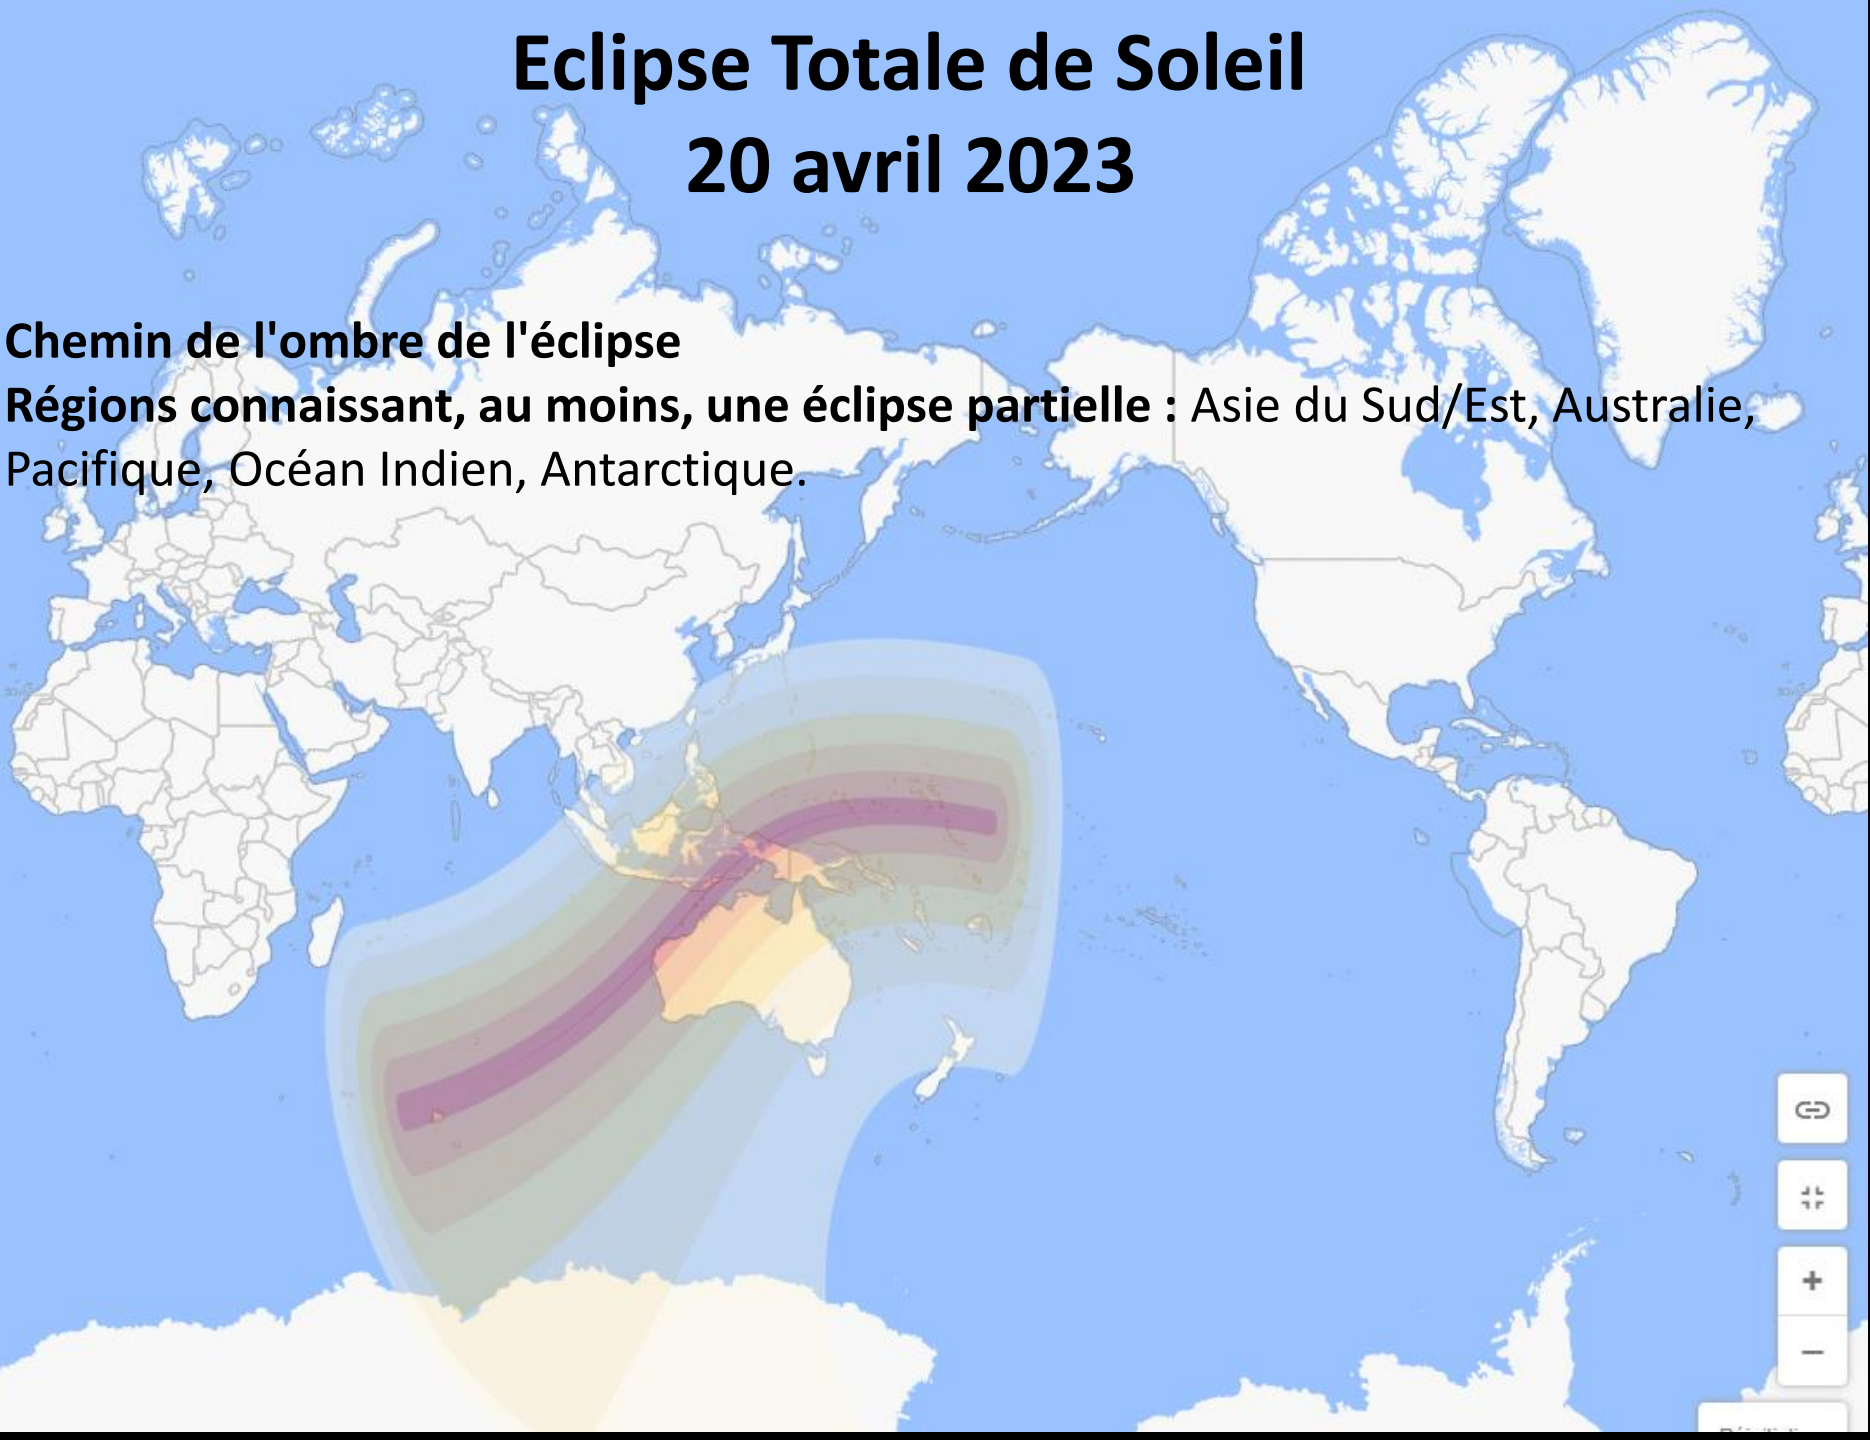 Eclipse Totale de Soleil
20 avril 2023
Chemin de l'ombre de l'éclipse
Régions connaissant, au moins, une éclipse partielle : Asie du Sud/Est, Australie,
Pacifique, Océan Indien, Antarctique.